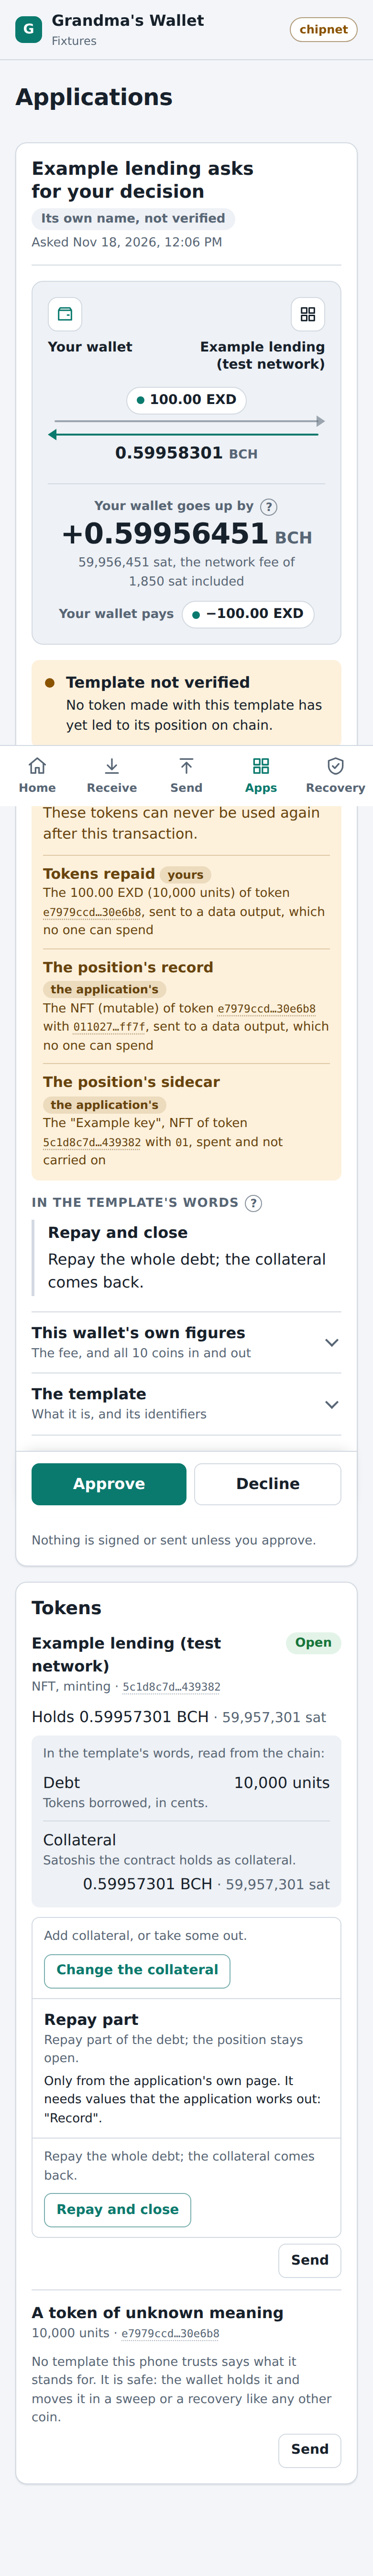 G
Grandma's Wallet
Fixtures
chipnet
Applications
Example lending asks
for your decision
Its own name, not verified
Asked Nov 18, 2026, 12:06 PM
Your wallet
Example lending
(test network)
100.00 EXD
0.59958301 BCH
Your wallet goes up by ?
+0.59956451 BCH
59,956,451 sat, the network fee of
1,850 sat included
Your wallet pays −100.00 EXD
Template not verified
No token made with this template has
yet led to its position on chain.
Home
Receive
Send
Apps
Recovery
These tokens can never be used again
after this transaction.
Tokens repaid yours
The 100.00 EXD (10,000 units) of token
e7979ccd…30e6b8, sent to a data output, which
no one can spend
The position's record
the application's
The NFT (mutable) of token e7979ccd…30e6b8
with 011027…ff7f, sent to a data output, which
no one can spend
The position's sidecar
the application's
The "Example key", NFT of token
5c1d8c7d…439382 with 01, spent and not
carried on
IN THE TEMPLATE'S WORDS ?
Repay and close
Repay the whole debt; the collateral
comes back.
This wallet's own figures
The fee, and all 10 coins in and out
The template
What it is, and its identifiers
Approve
Decline
Nothing is signed or sent unless you approve.
Tokens
Example lending (test
network)
Open
NFT, minting · 5c1d8c7d…439382
Holds 0.59957301 BCH · 59,957,301 sat
In the template's words, read from the chain:
Debt 10,000 units
Tokens borrowed, in cents.
Collateral
Satoshis the contract holds as collateral.
0.59957301 BCH · 59,957,301 sat
Add collateral, or take some out.
Change the collateral
Repay part
Repay part of the debt; the position stays
open.
Only from the application's own page. It
needs values that the application works out:
"Record".
Repay the whole debt; the collateral comes
back.
Repay and close
Send
A token of unknown meaning
10,000 units · e7979ccd…30e6b8
No template this phone trusts says what it
stands for. It is safe: the wallet holds it and
moves it in a sweep or a recovery like any other
coin.
Send